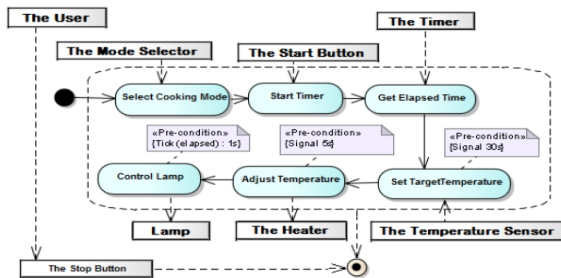 The User
The Timer
The Mode Selector
The Start Button
Select Cooking Mode
Start Timer
Get Elapsed Time
«Pre-condition»
{Tick (elapsed) : 1s}
«Pre-condition»
{Signal 5s}
«Pre-condition»
{Signal 30s}
Control Lamp
Adjust Temperature
Set TargetTemperature
Lamp
The Heater
The Temperature Sensor
The Stop Button